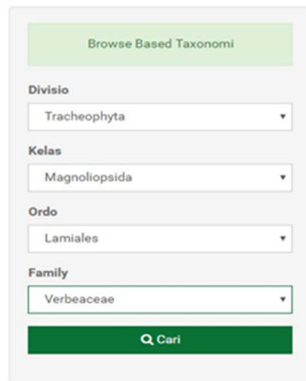 Browse Based Taxonomi
Divisio
Tracheophyta
Kelas
Magnoliopsida
Ordo
Lamiales
Family
Verbeaceae
Cari